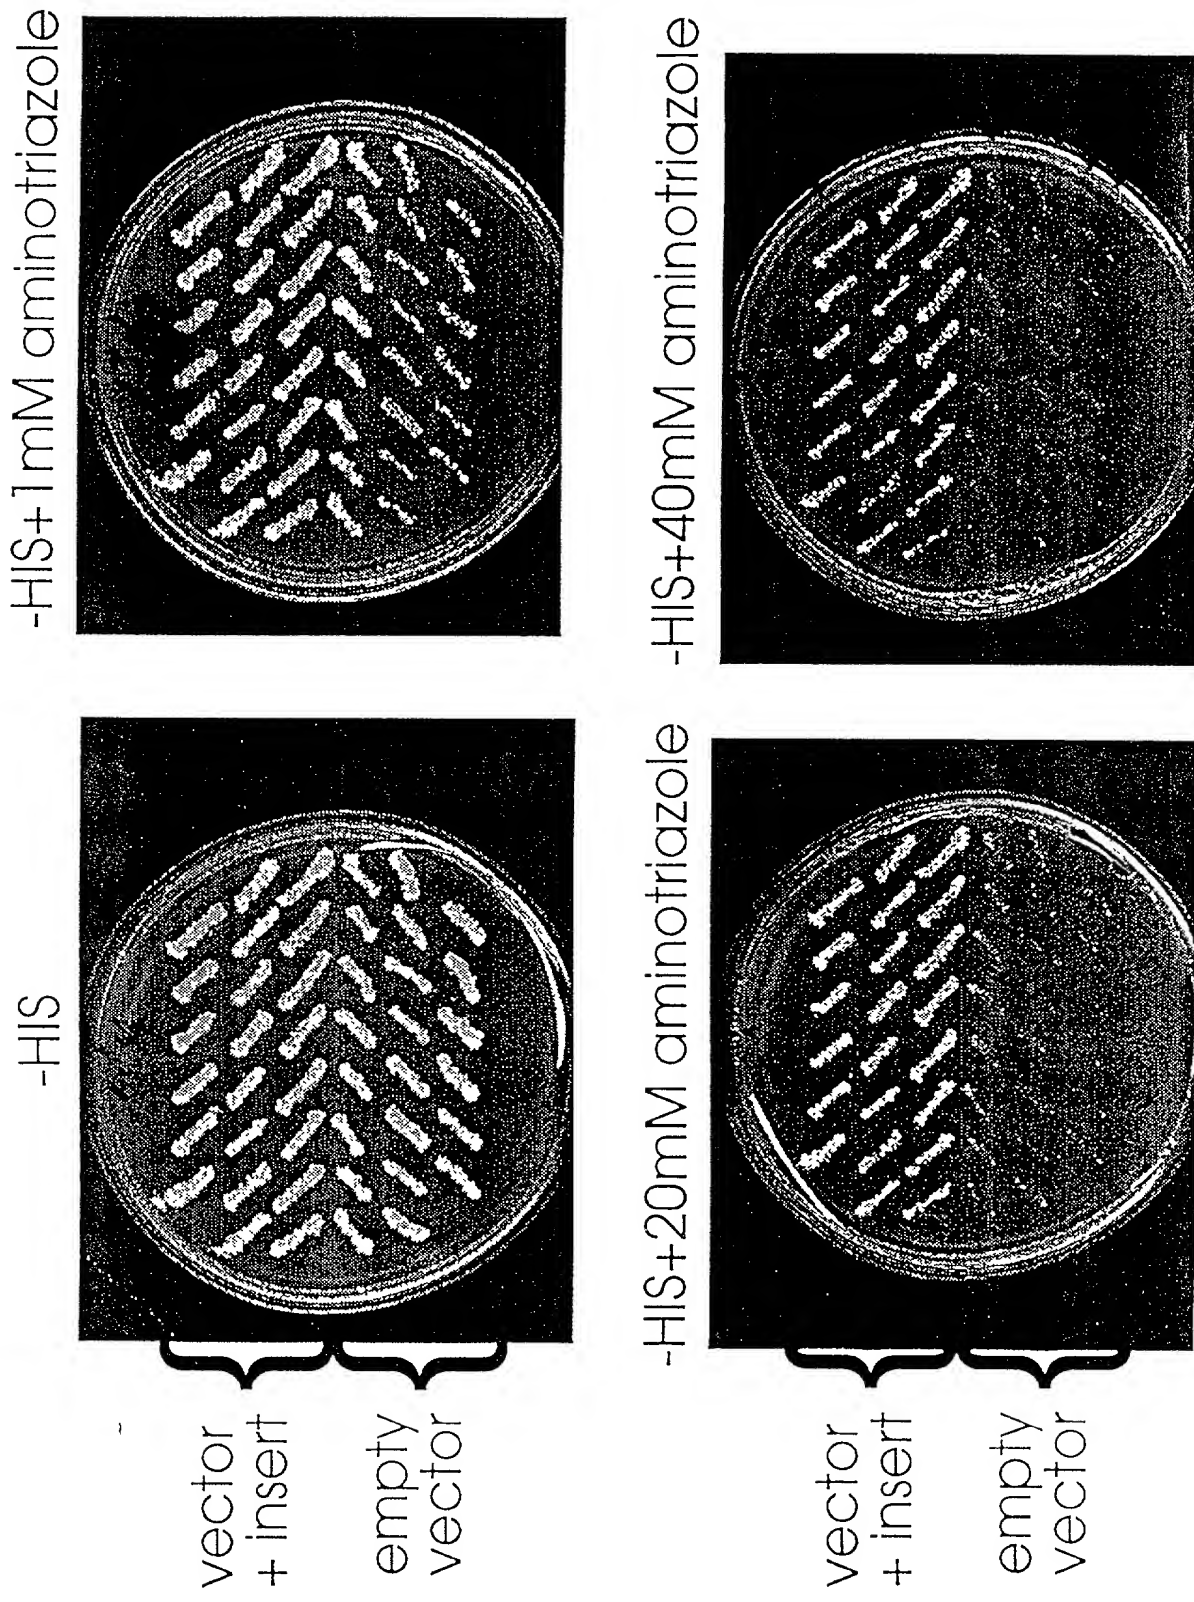 -HIS
-HIS+1mM aminotriazole
vector
+ insert
empty
vector
-HIS+20mM aminotriazole
-HIS+40mM aminotriazole
vector
+ insert
empty
vector